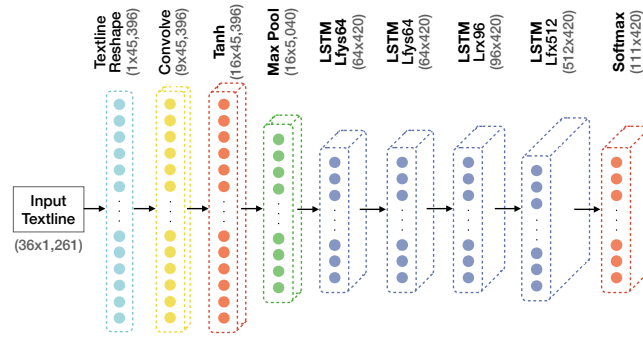 Textline
Reshape
(1x45,396)
Convolve
(9x45,396)
Tanh
(16x45,396)
Max Pool
(16x5,040)
LSTM
Lfys64
(64x420)
LSTM
Lfys64
(64x420)
LSTM
Lrx96
(96x420)
LSTM
Lfx512
(512x420)
Softmax
(111x420)
Input
Textline
(36x1,261)